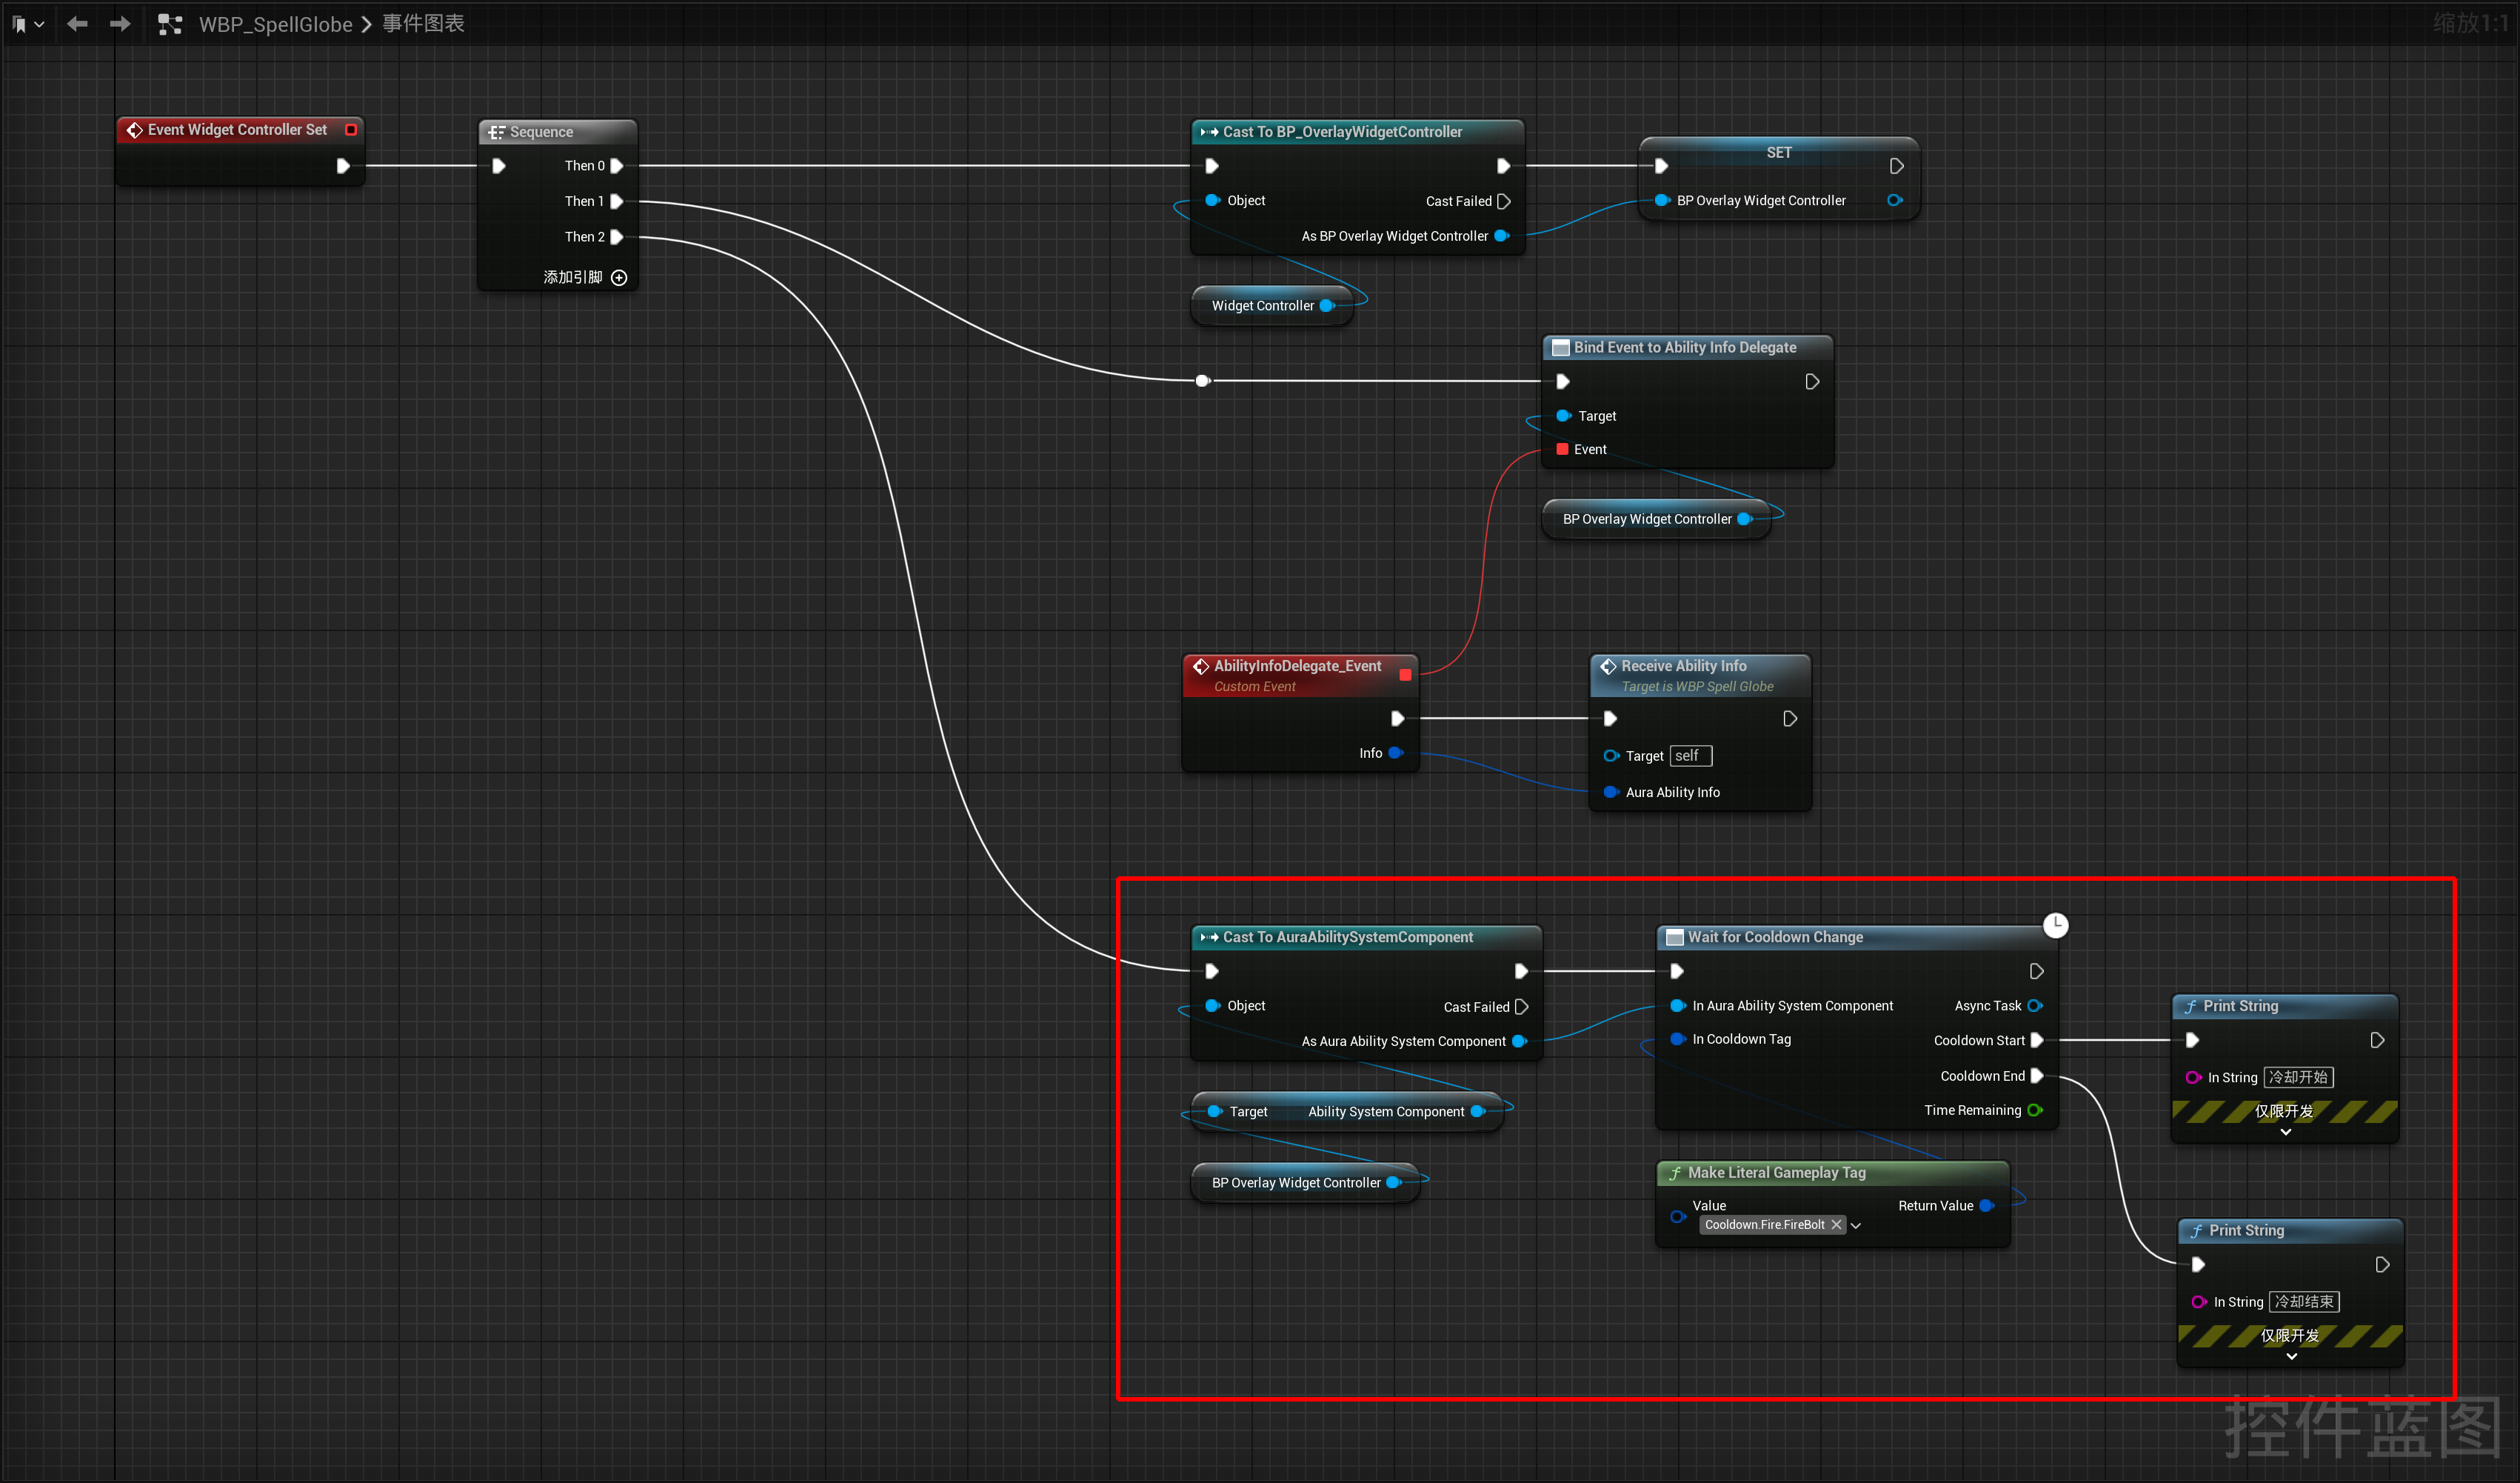 WBP_SpellGlobe > 事件图表
缩放1:1
Event Widget Controller Set
Sequence
Then 0
Then 1
Then 2
添加引脚
Cast To BP_OverlayWidgetController
Object
Cast Failed
As BP Overlay Widget Controller
SET
BP Overlay Widget Controller
Widget Controller
Bind Event to Ability Info Delegate
Target
Event
BP Overlay Widget Controller
AbilityInfoDelegate_Event
Custom Event
Info
Receive Ability Info
Target is WBP Spell Globe
Target self
Aura Ability Info
Cast To AuraAbilitySystemComponent
Object
Cast Failed
As Aura Ability System Component
Target Ability System Component
BP Overlay Widget Controller
Wait for Cooldown Change
In Aura Ability System Component Async Task
In Cooldown Tag Cooldown Start
Cooldown End
Time Remaining
Make Literal Gameplay Tag
Value Return Value
Cooldown.Fire.FireBolt
Print String
In String 冷却开始
仅限开发
Print String
In String 冷却结束
仅限开发
控件蓝图